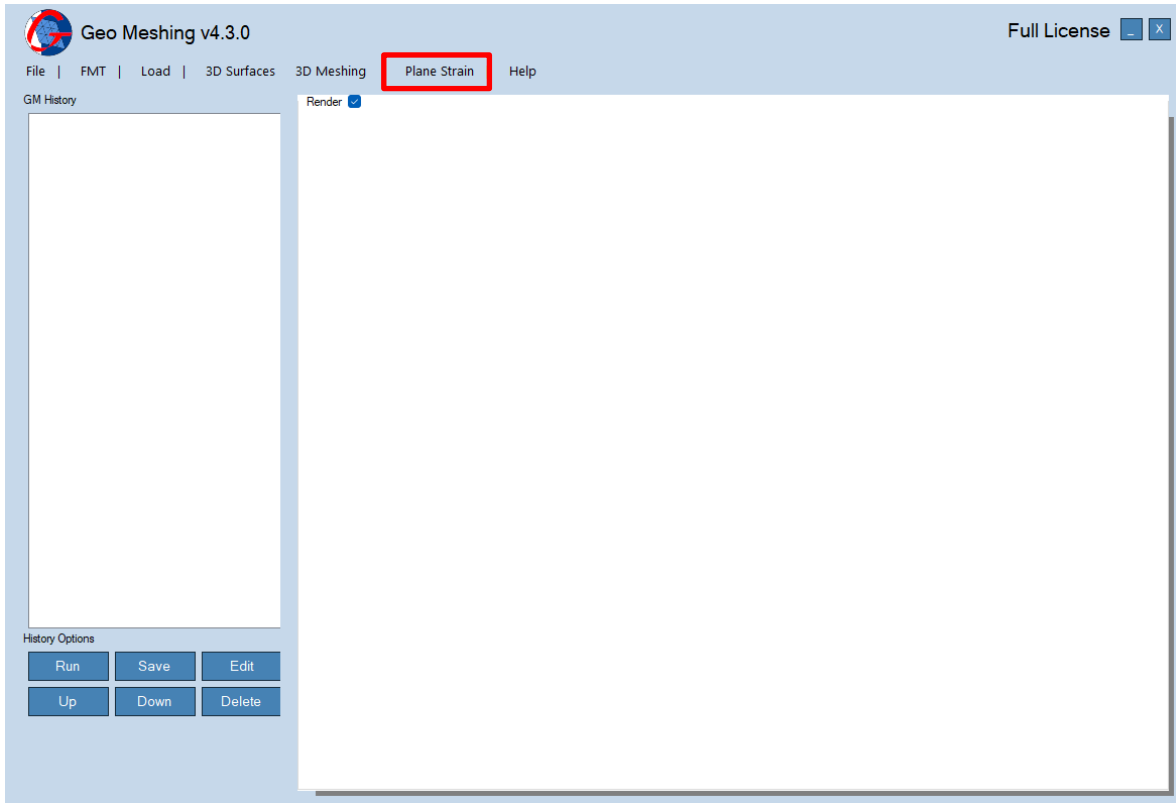 Geo Meshing v4.3.0
Full License _ X
File | FMT | Load | 3D Surfaces 3D Meshing Plane Strain Help
GM History
Render
History Options
Run Save Edit
Up Down Delete